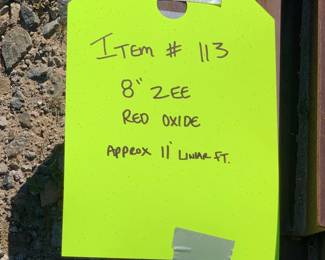 ITEM # 113
8" ZEE
RED OXIDE
APPROX 11' LINIAR FT.